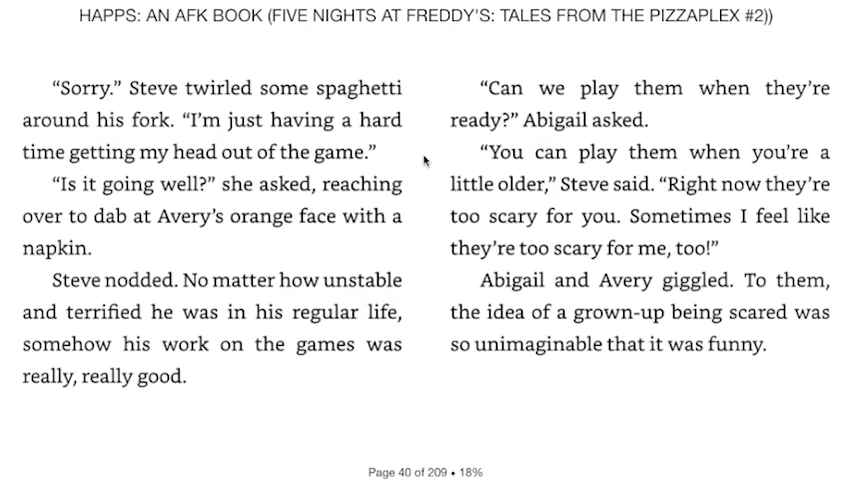 HAPPS: AN AFK BOOK (FIVE NIGHTS AT FREDDY'S: TALES FROM THE PIZZAPLEX #2))
“Sorry.” Steve twirled some spaghetti
around his fork. “I’m just having a hard
time getting my head out of the game.”
“Is it going well?” she asked, reaching
over to dab at Avery’s orange face with a
napkin.
Steve nodded. No matter how unstable
and terrified he was in his regular life,
somehow his work on the games was
really, really good.
“Can we play them when they’re
ready?” Abigail asked.
“You can play them when you’re a
little older,” Steve said. “Right now they’re
too scary for you. Sometimes I feel like
they’re too scary for me, too!”
Abigail and Avery giggled. To them,
the idea of a grown-up being scared was
so unimaginable that it was funny.
Page 40 of 209 • 18%